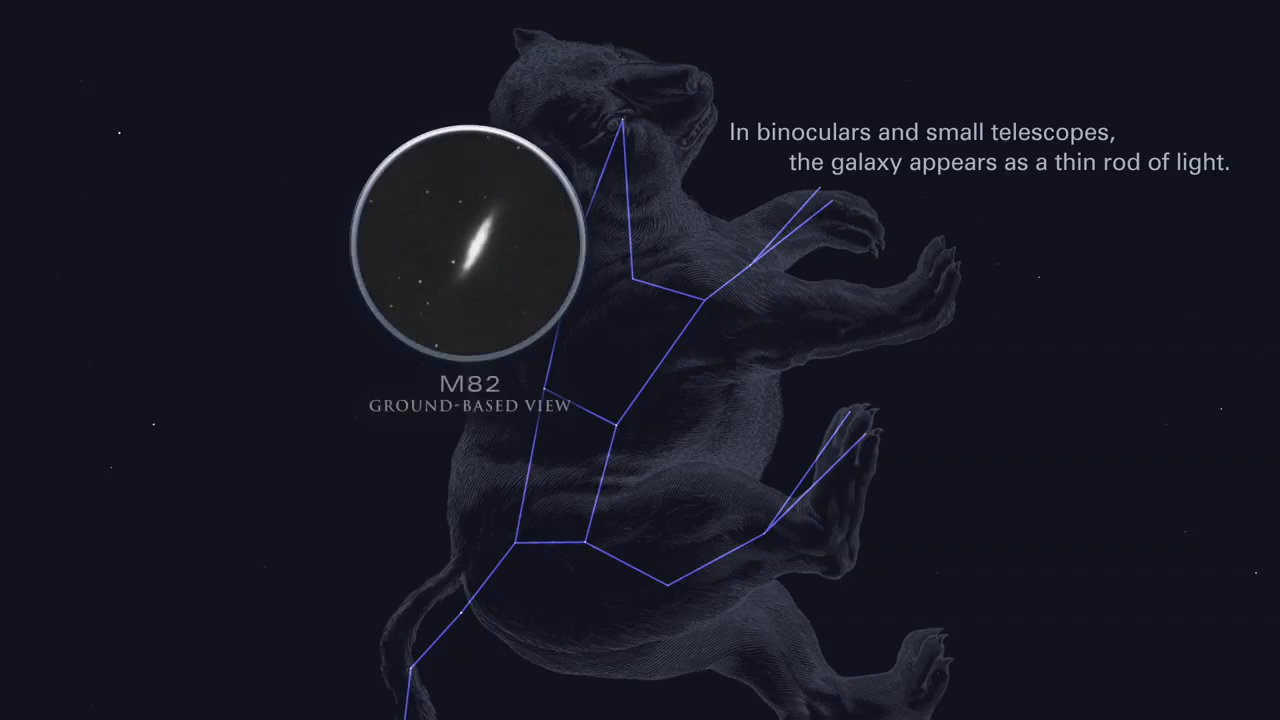 In binoculars and small telescopes,
the galaxy appears as a thin rod of light.
M82
GROUND-BASED VIEW